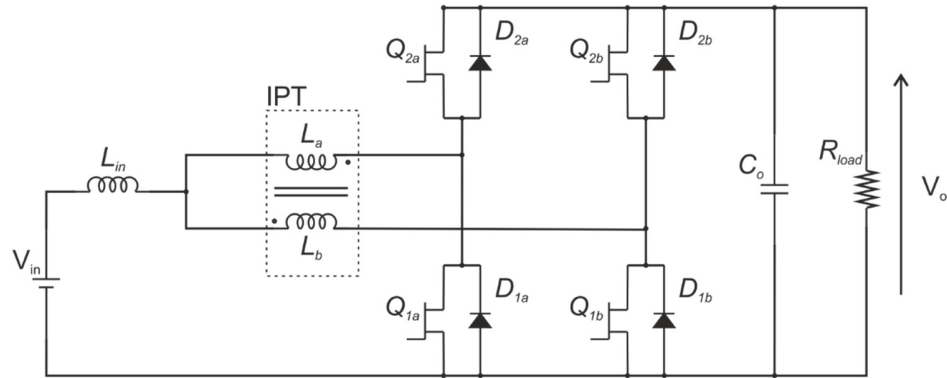 D2a
D2b
Q2a
Q2b
IPT
La
Lin
Lb
Co
Rload
Vo
Vin
Q1a
D1a
Q1b
D1b